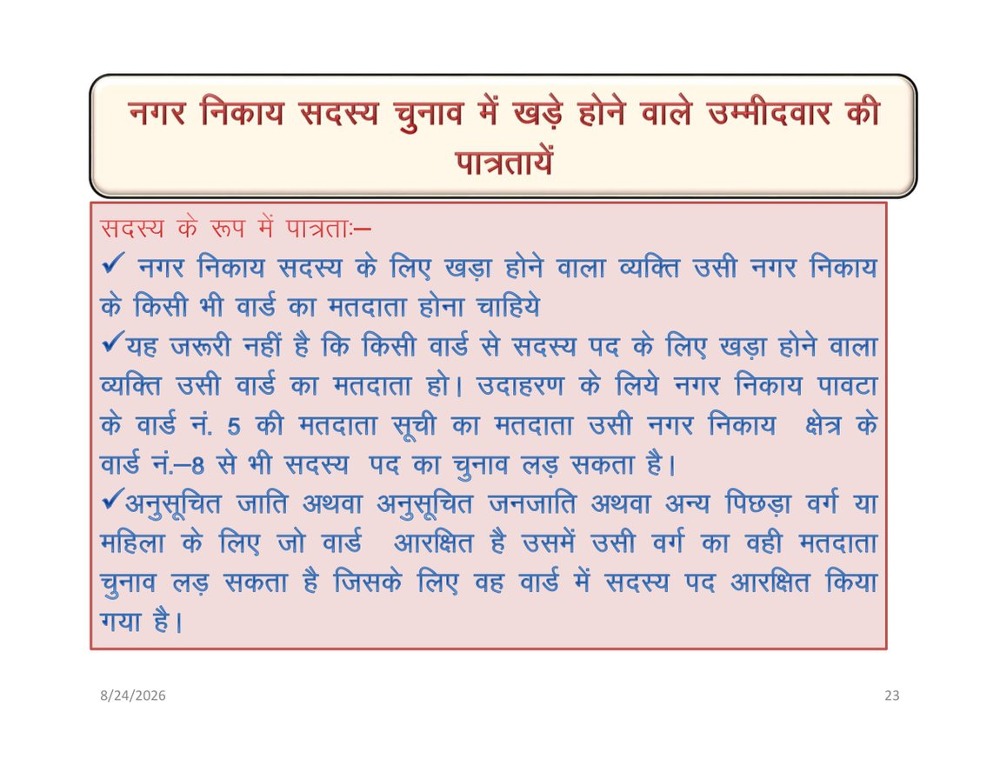 नगर निकाय सदस्य चुनाव में खड़े होने वाले उम्मीदवार की
पात्रतायें
सदस्य के रूप में पात्रताः–
✓ नगर निकाय सदस्य के लिए खड़ा होने वाला व्यक्ति उसी नगर निकाय
के किसी भी वार्ड का मतदाता होना चाहिये
✓यह जरूरी नहीं है कि किसी वार्ड से सदस्य पद के लिए खड़ा होने वाला
व्यक्ति उसी वार्ड का मतदाता हो। उदाहरण के लिये नगर निकाय पावटा
के वार्ड नं. 5 की मतदाता सूची का मतदाता उसी नगर निकाय क्षेत्र के
वार्ड नं.–8 से भी सदस्य पद का चुनाव लड़ सकता है।
✓अनुसूचित जाति अथवा अनुसूचित जनजाति अथवा अन्य पिछड़ा वर्ग या
महिला के लिए जो वार्ड आरक्षित है उसमें उसी वर्ग का वही मतदाता
चुनाव लड़ सकता है जिसके लिए वह वार्ड में सदस्य पद आरक्षित किया
गया है।
8/24/2026
23